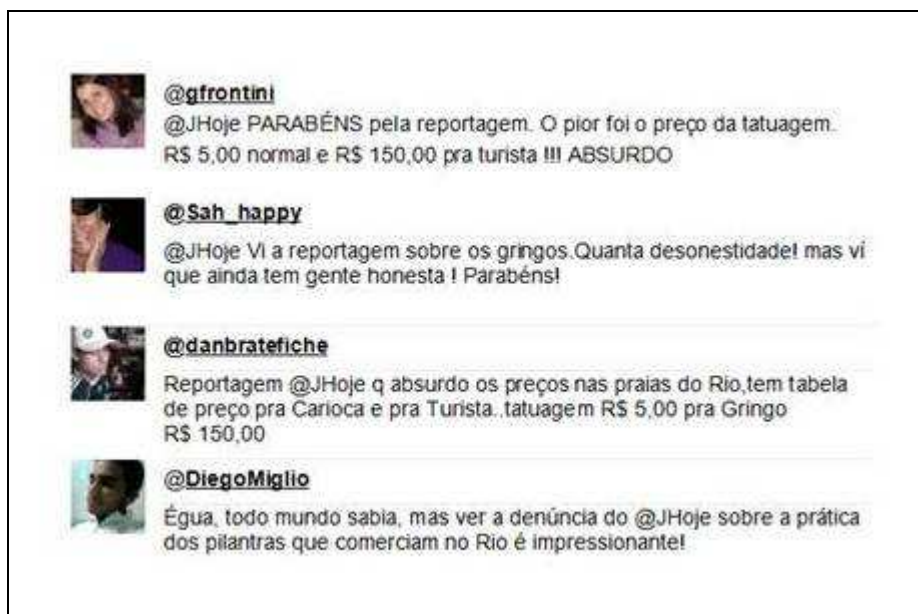 @gfrontini
@JHoje PARABÉNS pela reportagem. O pior foi o preço da tatuagem.
R$ 5,00 normal e R$ 150,00 pra turista !!! ABSURDO
@Sah_happy
@JHoje Vi a reportagem sobre os gringos.Quanta desonestidade! mas vi
que ainda tem gente honesta ! Parabéns!
@danbratefiche
Reportagem @JHoje q absurdo os preços nas praias do Rio,tem tabela
de preço pra Carioca e pra Turista..tatuagem R$ 5,00 pra Gringo
R$ 150,00
@DiegoMiglio
Égua, todo mundo sabia, mas ver a denúncia do @JHoje sobre a prática
dos pilantras que comerciam no Rio é impressionante!